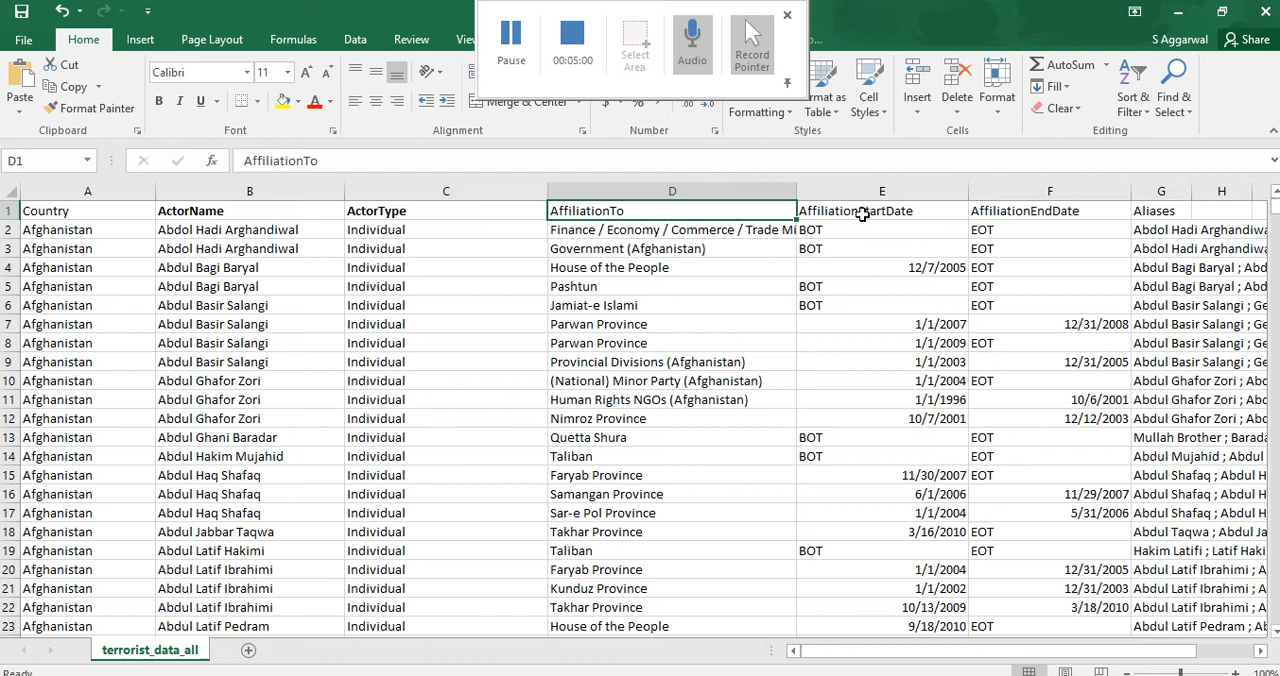 File Home Insert Page Layout Formulas Data Review Vie S Aggarwal Share
Pause 00:05:00 Select Area Audio Record Pointer
Paste Cut Copy Format Painter Calibri 11 B I U A Merge & Center Formatting Format as Table Cell Styles Insert Delete Format AutoSum Fill Clear Sort & Filter Find & Select
Clipboard Font Alignment Number Styles Cells Editing
D1 fx AffiliationTo
A B C D E F G H
1 Country ActorName ActorType AffiliationTo AffiliationStartDate AffiliationEndDate Aliases
2 Afghanistan Abdol Hadi Arghandiwal Individual Finance / Economy / Commerce / Trade Mi BOT EOT Abdol Hadi Arghandiwa
3 Afghanistan Abdol Hadi Arghandiwal Individual Government (Afghanistan) BOT EOT Abdol Hadi Arghandiwa
4 Afghanistan Abdul Bagi Baryal Individual House of the People 12/7/2005 EOT Abdul Bagi Baryal ; Abd
5 Afghanistan Abdul Bagi Baryal Individual Pashtun BOT EOT Abdul Bagi Baryal ; Abd
6 Afghanistan Abdul Basir Salangi Individual Jamiat-e Islami BOT EOT Abdul Basir Salangi ; Ge
7 Afghanistan Abdul Basir Salangi Individual Parwan Province 1/1/2007 12/31/2008 Abdul Basir Salangi ; Ge
8 Afghanistan Abdul Basir Salangi Individual Parwan Province 1/1/2009 EOT Abdul Basir Salangi ; Ge
9 Afghanistan Abdul Basir Salangi Individual Provincial Divisions (Afghanistan) 1/1/2003 12/31/2005 Abdul Basir Salangi ; Ge
10 Afghanistan Abdul Ghafor Zori Individual (National) Minor Party (Afghanistan) 1/1/2004 EOT Abdul Ghafor Zori ; Abd
11 Afghanistan Abdul Ghafor Zori Individual Human Rights NGOs (Afghanistan) 1/1/1996 10/6/2001 Abdul Ghafor Zori ; Abd
12 Afghanistan Abdul Ghafor Zori Individual Nimroz Province 10/7/2001 12/12/2003 Abdul Ghafor Zori ; Abd
13 Afghanistan Abdul Ghani Baradar Individual Quetta Shura BOT EOT Mullah Brother ; Barada
14 Afghanistan Abdul Hakim Mujahid Individual Taliban BOT EOT Abdul Mujahid ; Abdul H
15 Afghanistan Abdul Haq Shafaq Individual Faryab Province 11/30/2007 EOT Abdul Shafaq ; Abdul H
16 Afghanistan Abdul Haq Shafaq Individual Samangan Province 6/1/2006 11/29/2007 Abdul Shafaq ; Abdul H
17 Afghanistan Abdul Haq Shafaq Individual Sar-e Pol Province 1/1/2004 5/31/2006 Abdul Shafaq ; Abdul H
18 Afghanistan Abdul Jabbar Taqwa Individual Takhar Province 3/16/2010 EOT Abdul Taqwa ; Abdul Ja
19 Afghanistan Abdul Latif Hakimi Individual Taliban BOT EOT Hakim Latifi ; Latif Haki
20 Afghanistan Abdul Latif Ibrahimi Individual Faryab Province 1/1/2004 12/31/2005 Abdul Latif Ibrahimi ; A
21 Afghanistan Abdul Latif Ibrahimi Individual Kunduz Province 1/1/2002 12/31/2003 Abdul Latif Ibrahimi ; A
22 Afghanistan Abdul Latif Ibrahimi Individual Takhar Province 10/13/2009 3/18/2010 Abdul Latif Ibrahimi ; A
23 Afghanistan Abdul Latif Pedram Individual House of the People 9/18/2010 EOT Abdul Latif Pedram ; La
terrorist_data_all
Ready 100%